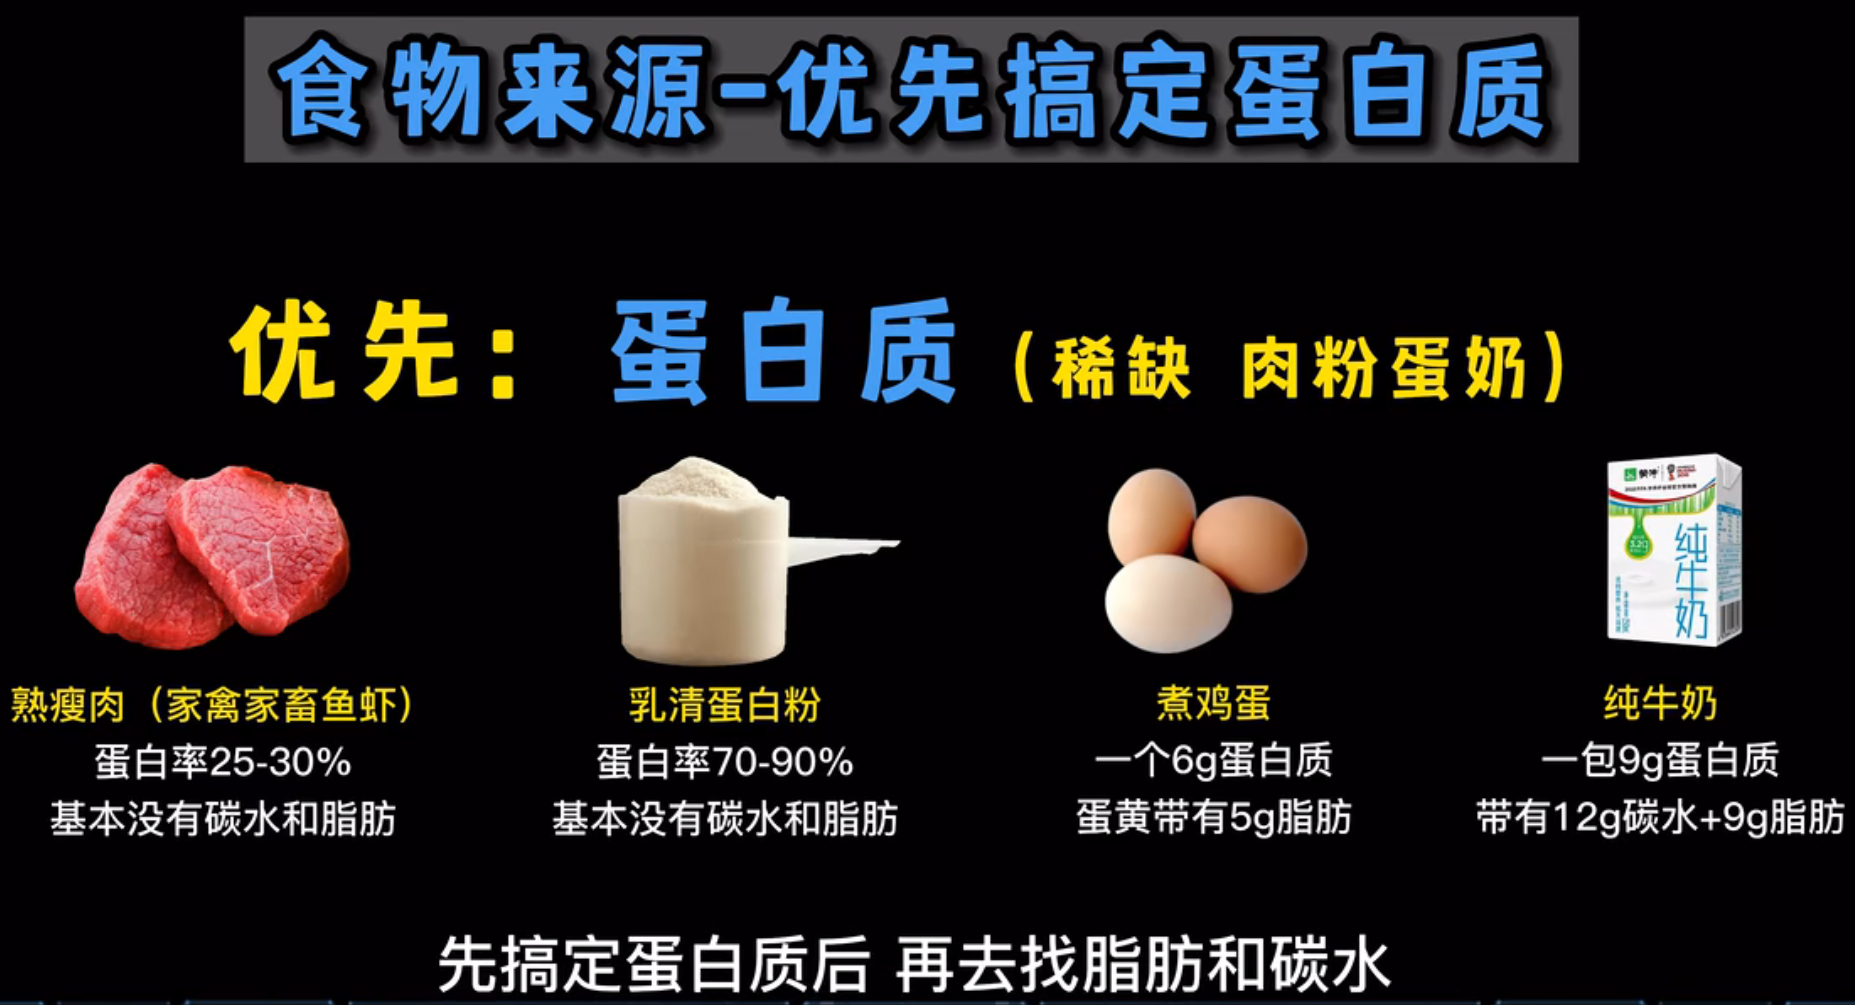 食物来源-优先搞定蛋白质
优先：蛋白质（稀缺 肉粉蛋奶）
蒙牛
3.2g
纯牛奶
熟瘦肉（家禽家畜鱼虾）
蛋白率25-30%
基本没有碳水和脂肪
乳清蛋白粉
蛋白率70-90%
基本没有碳水和脂肪
煮鸡蛋
一个6g蛋白质
蛋黄带有5g脂肪
纯牛奶
一包9g蛋白质
带有12g碳水+9g脂肪
先搞定蛋白质后 再去找脂肪和碳水